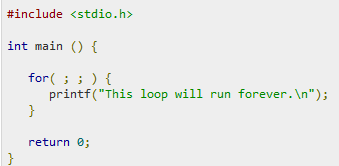 #include <stdio.h>
int main () {
for( ; ; ) {
printf("This loop will run forever.\n");
}
return 0;
}